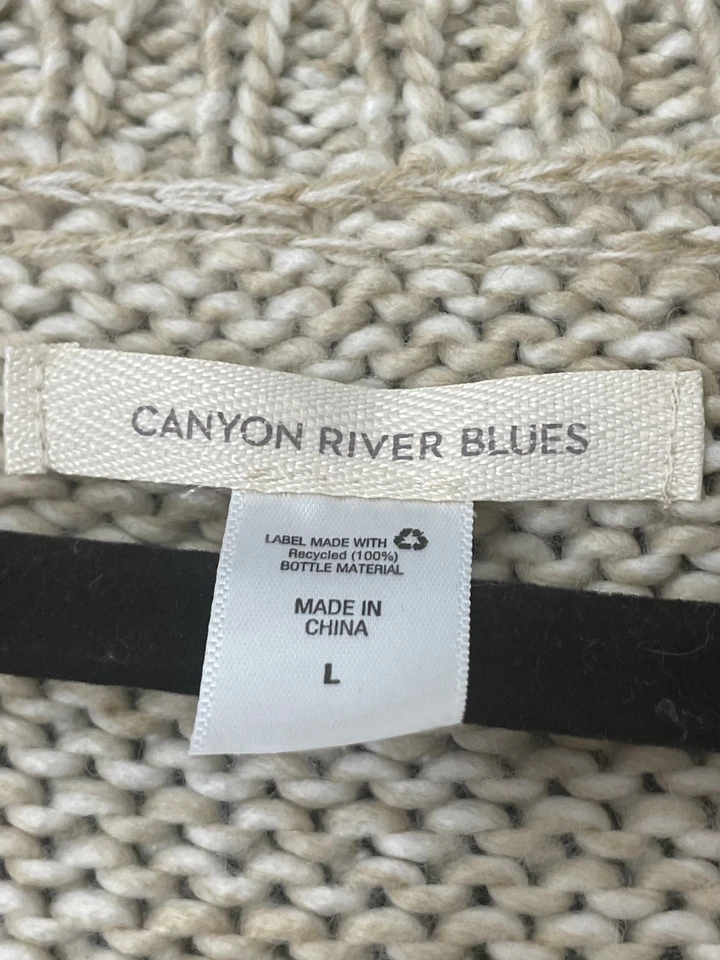 CANYON RIVER BLUES
LABEL MADE WITH
Recycled (100%)
BOTTLE MATERIAL
MADE IN
CHINA
L